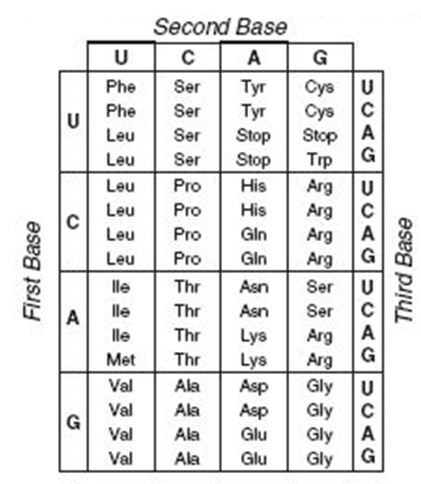 Second Base
U C A G
Phe Ser Tyr Cys U
Phe Ser Tyr Cys C
U
Leu Ser Stop Stop A
Leu Ser Stop Trp G
Leu Pro His Arg U
Leu Pro His Arg C
C
Leu Pro Gln Arg A
Leu Pro Gln Arg G
First Base
Third Base
Ile Thr Asn Ser U
Ile Thr Asn Ser C
A
Ile Thr Lys Arg A
Met Thr Lys Arg G
Val Ala Asp Gly U
Val Ala Asp Gly C
G
Val Ala Glu Gly A
Val Ala Glu Gly G